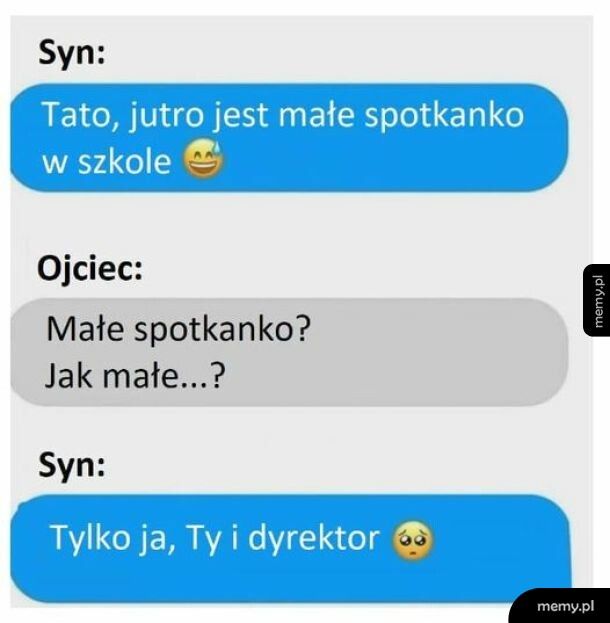 Syn:
Tato, jutro jest małe spotkanko
w szkole 😅
Ojciec:
Małe spotkanko?
Jak małe...?
Syn:
Tylko ja, Ty i dyrektor 🥺
memy.pl
memy.pl